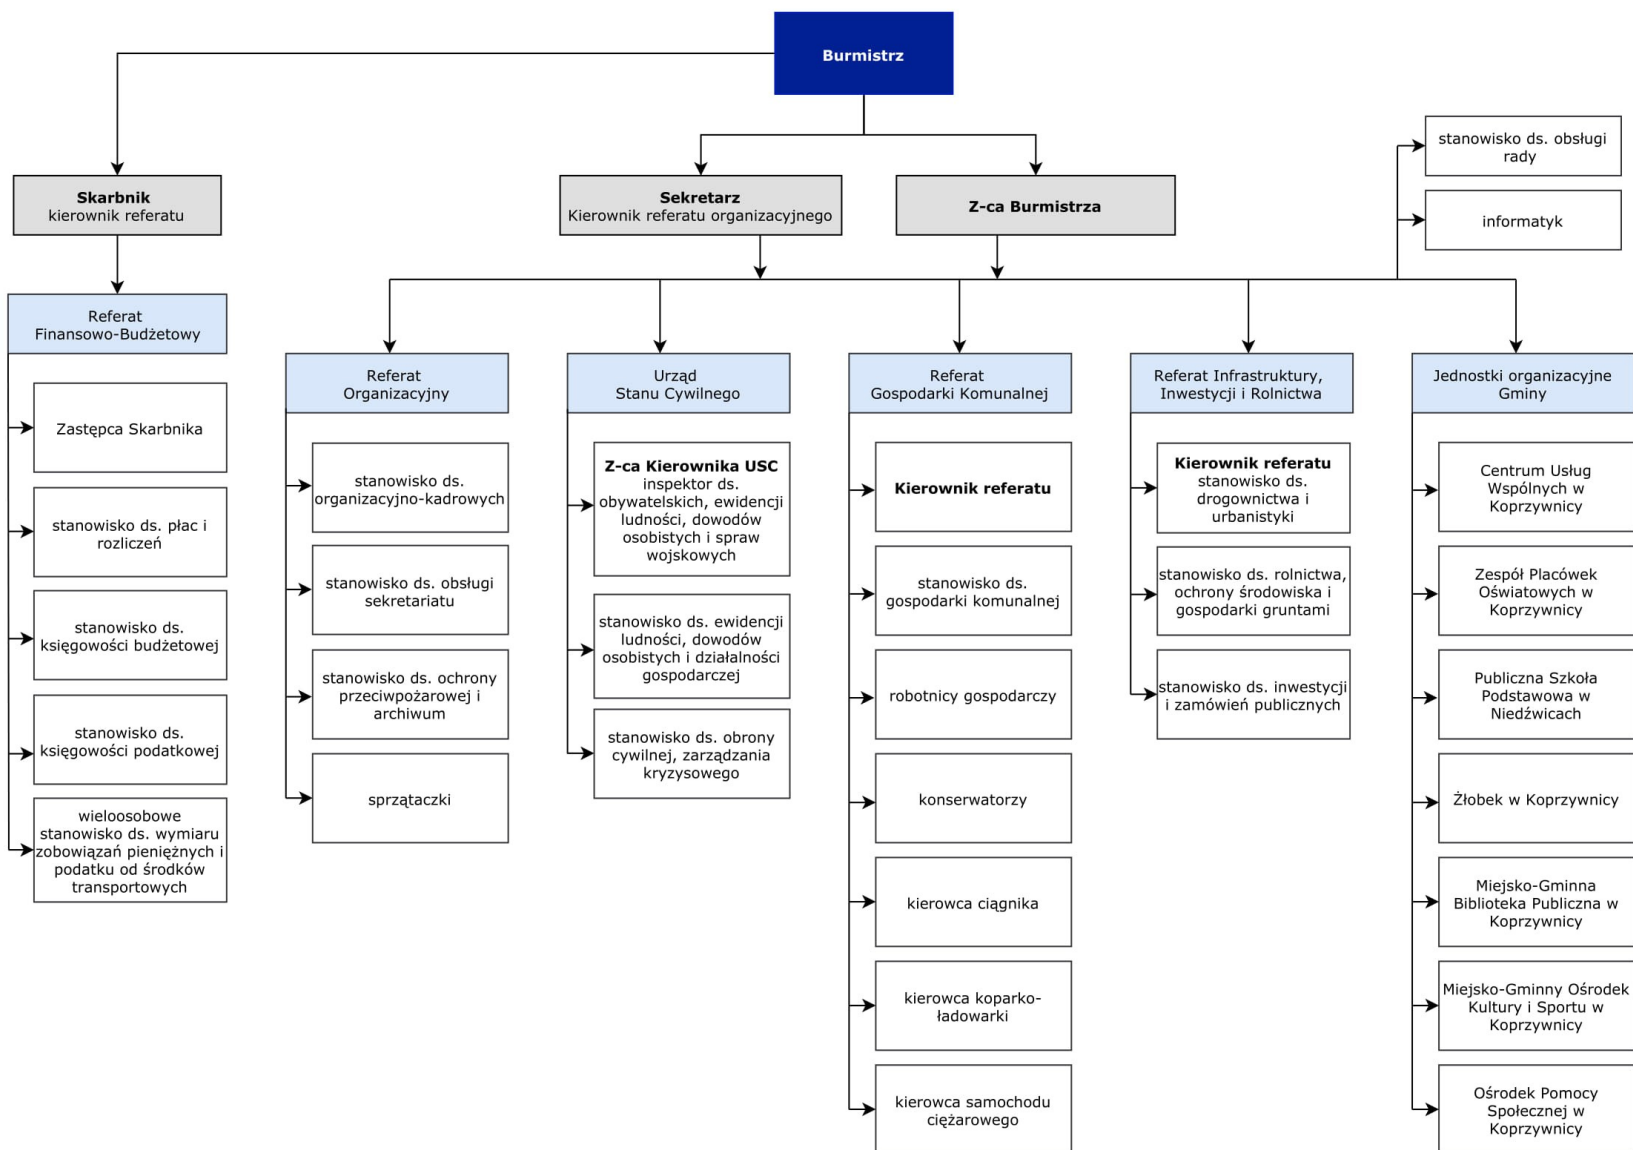 Burmistrz
stanowisko ds. obsługi
rady
informatyk
Skarbnik
kierownik referatu
Sekretarz
Kierownik referatu organizacyjnego
Z-ca Burmistrza
Referat
Finansowo-Budżetowy
Zastępca Skarbnika
stanowisko ds. płac i
rozliczeń
stanowisko ds.
księgowości budżetowej
stanowisko ds.
księgowości podatkowej
wieloosobowe
stanowisko ds. wymiaru
zobowiązań pieniężnych i
podatku od środków
transportowych
Referat
Organizacyjny
stanowisko ds.
organizacyjno-kadrowych
stanowisko ds. obsługi
sekretariatu
stanowisko ds. ochrony
przeciwpożarowej i
archiwum
sprzątaczki
Urząd
Stanu Cywilnego
Z-ca Kierownika USC
inspektor ds.
obywatelskich, ewidencji
ludności, dowodów
osobistych i spraw
wojskowych
stanowisko ds. ewidencji
ludności, dowodów
osobistych i działalności
gospodarczej
stanowisko ds. obrony
cywilnej, zarządzania
kryzysowego
Referat
Gospodarki Komunalnej
Kierownik referatu
stanowisko ds.
gospodarki komunalnej
robotnicy gospodarczy
konserwatorzy
kierowca ciągnika
kierowca koparko-
ładowarki
kierowca samochodu
ciężarowego
Referat Infrastruktury,
Inwestycji i Rolnictwa
Kierownik referatu
stanowisko ds.
drogownictwa i
urbanistyki
stanowisko ds. rolnictwa,
ochrony środowiska i
gospodarki gruntami
stanowisko ds. inwestycji
i zamówień publicznych
Jednostki organizacyjne
Gminy
Centrum Usług
Wspólnych w
Koprzywnicy
Zespół Placówek
Oświatowych w
Koprzywnicy
Publiczna Szkoła
Podstawowa w
Niedźwicach
Żłobek w Koprzywnicy
Miejsko-Gminna
Biblioteka Publiczna w
Koprzywnicy
Miejsko-Gminny Ośrodek
Kultury i Sportu w
Koprzywnicy
Ośrodek Pomocy
Społecznej w
Koprzywnicy